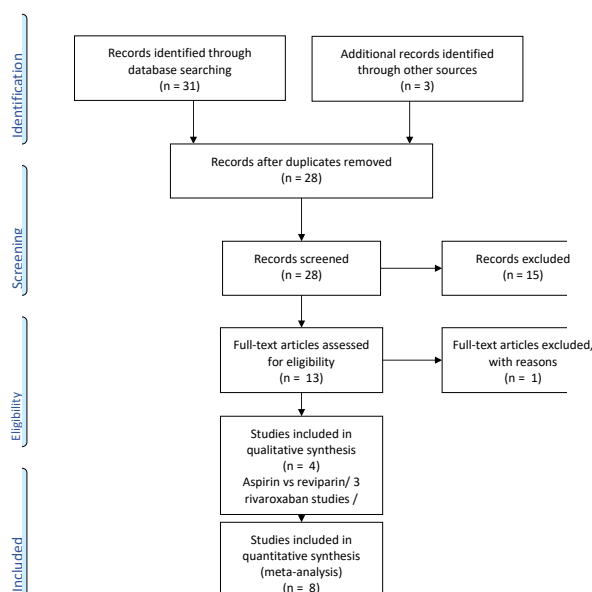 Identification
Records identified through
database searching
(n = 31)
Additional records identified
through other sources
(n = 3)
Records after duplicates removed
(n = 28)
Screening
Records screened
(n = 28)
Records excluded
(n = 15)
Eligibility
Full-text articles assessed
for eligibility
(n = 13)
Full-text articles excluded,
with reasons
(n = 1)
Studies included in
qualitative synthesis
(n = 4)
Aspirin vs reviparin/ 3
rivaroxaban studies /
Included
Studies included in
quantitative synthesis
(meta-analysis)
(n = 8)